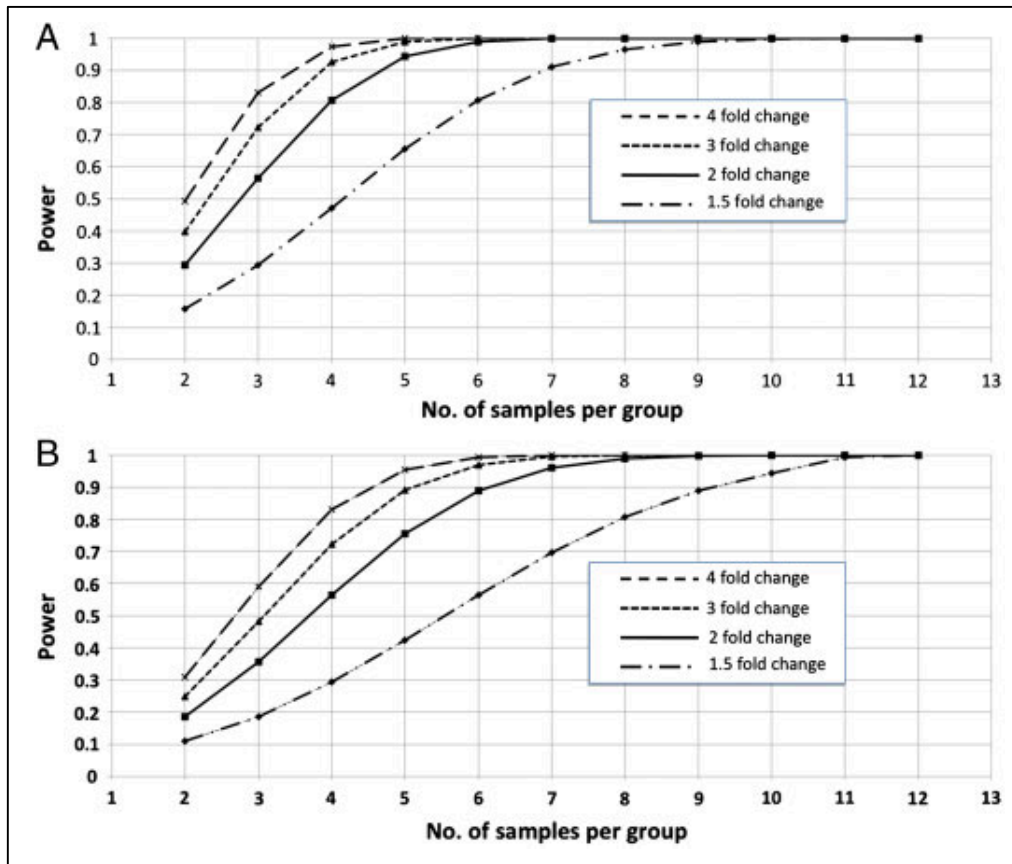 A
Power
1
0.9
0.8
0.7
0.6
0.5
0.4
0.3
0.2
0.1
0
4 fold change
3 fold change
2 fold change
1.5 fold change
1 2 3 4 5 6 7 8 9 10 11 12 13
No. of samples per group
B
Power
1
0.9
0.8
0.7
0.6
0.5
0.4
0.3
0.2
0.1
0
4 fold change
3 fold change
2 fold change
1.5 fold change
1 2 3 4 5 6 7 8 9 10 11 12 13
No. of samples per group